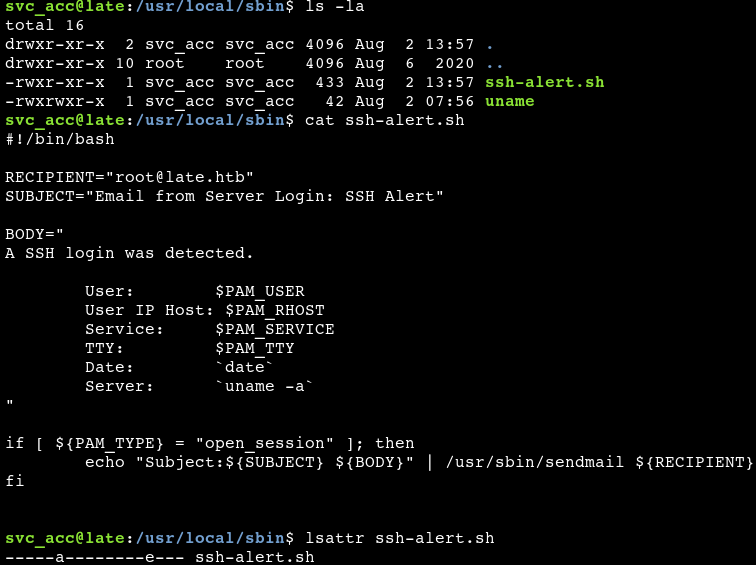 svc_acc@late:/usr/local/sbin$ ls -la
total 16
drwxr-xr-x  2 svc_acc svc_acc 4096 Aug  2 13:57 .
drwxr-xr-x 10 root    root    4096 Aug  6  2020 ..
-rwxr-xr-x  1 svc_acc svc_acc  433 Aug  2 13:57 ssh-alert.sh
-rwxrwxr-x  1 svc_acc svc_acc   42 Aug  2 07:56 uname
svc_acc@late:/usr/local/sbin$ cat ssh-alert.sh
#!/bin/bash
RECIPIENT="root@late.htb"
SUBJECT="Email from Server Login: SSH Alert"
BODY="
A SSH login was detected.
        User:        $PAM_USER
        User IP Host: $PAM_RHOST
        Service:     $PAM_SERVICE
        TTY:         $PAM_TTY
        Date:        `date`
        Server:      `uname -a`
"
if [ ${PAM_TYPE} = "open_session" ]; then
        echo "Subject:${SUBJECT} ${BODY}" | /usr/sbin/sendmail ${RECIPIENT}
fi
svc_acc@late:/usr/local/sbin$ lsattr ssh-alert.sh
-----a--------e--- ssh-alert.sh